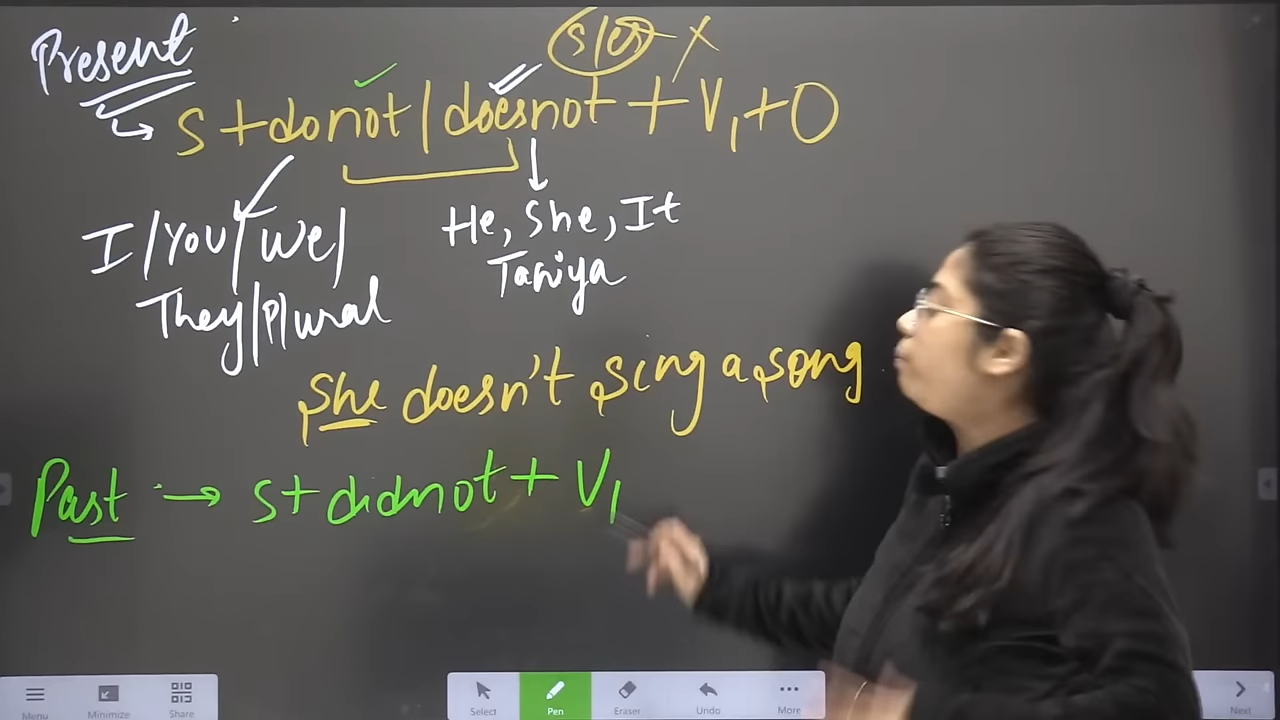 s/es X
Present
S + do not / does not + V1 + O
I / You / We /
They / Plural
He, She, It
Taniya
She doesn't sing a song
Past → S + did not + V1
Menu
Minimize
Share
Select
Pen
Eraser
Undo
More
Next